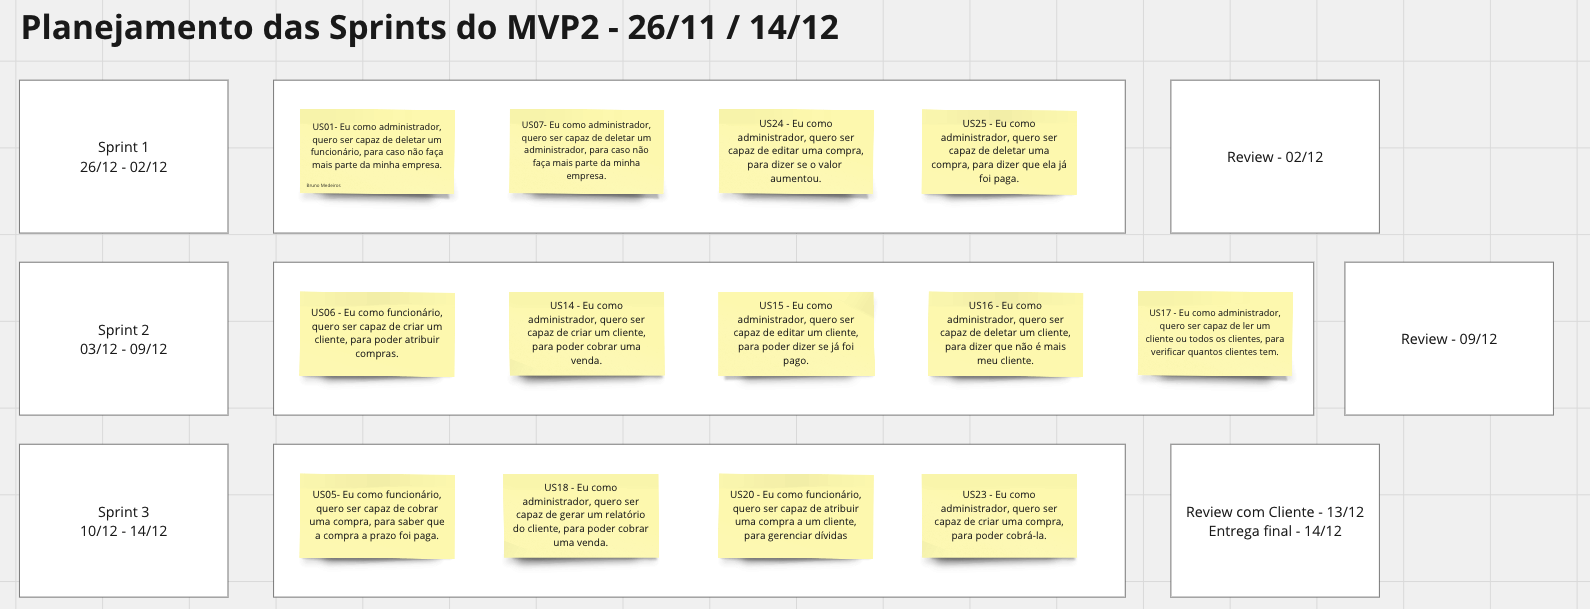 Planejamento das Sprints do MVP2 - 26/11 / 14/12
Sprint 1
26/12 - 02/12
US01- Eu como administrador,
quero ser capaz de deletar um
funcionário, para caso não faça
mais parte da minha empresa.
Bruno Medeiros
US07- Eu como administrador,
quero ser capaz de deletar um
administrador, para caso não
faça mais parte da minha
empresa.
US24 - Eu como
administrador, quero ser
capaz de editar uma compra,
para dizer se o valor
aumentou.
US25 - Eu como
administrador, quero ser
capaz de deletar uma
compra, para dizer que ela já
foi paga.
Review - 02/12
Sprint 2
03/12 - 09/12
US06 - Eu como funcionário,
quero ser capaz de criar um
cliente, para poder atribuir
compras.
US14 - Eu como
administrador, quero ser
capaz de criar um cliente,
para poder cobrar uma
venda.
US15 - Eu como
administrador, quero ser
capaz de editar um cliente,
para poder dizer se já foi
pago.
US16 - Eu como
administrador, quero ser
capaz de deletar um cliente,
para dizer que não é mais
meu cliente.
US17 - Eu como administrador,
quero ser capaz de ler um
cliente ou todos os clientes, para
verificar quantos clientes tem.
Review - 09/12
Sprint 3
10/12 - 14/12
US05- Eu como funcionário,
quero ser capaz de cobrar
uma compra, para saber que
a compra a prazo foi paga.
US18 - Eu como
administrador, quero ser
capaz de gerar um relatório
do cliente, para poder cobrar
uma venda.
US20 - Eu como funcionário,
quero ser capaz de atribuir
uma compra a um cliente,
para gerenciar dívidas
US23 - Eu como
administrador, quero ser
capaz de criar uma compra,
para poder cobrá-la.
Review com Cliente - 13/12
Entrega final - 14/12